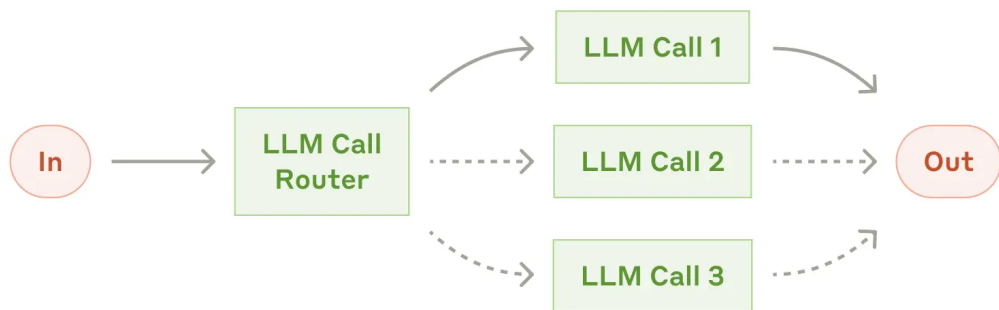 In
LLM Call
Router
LLM Call 1
LLM Call 2
LLM Call 3
Out